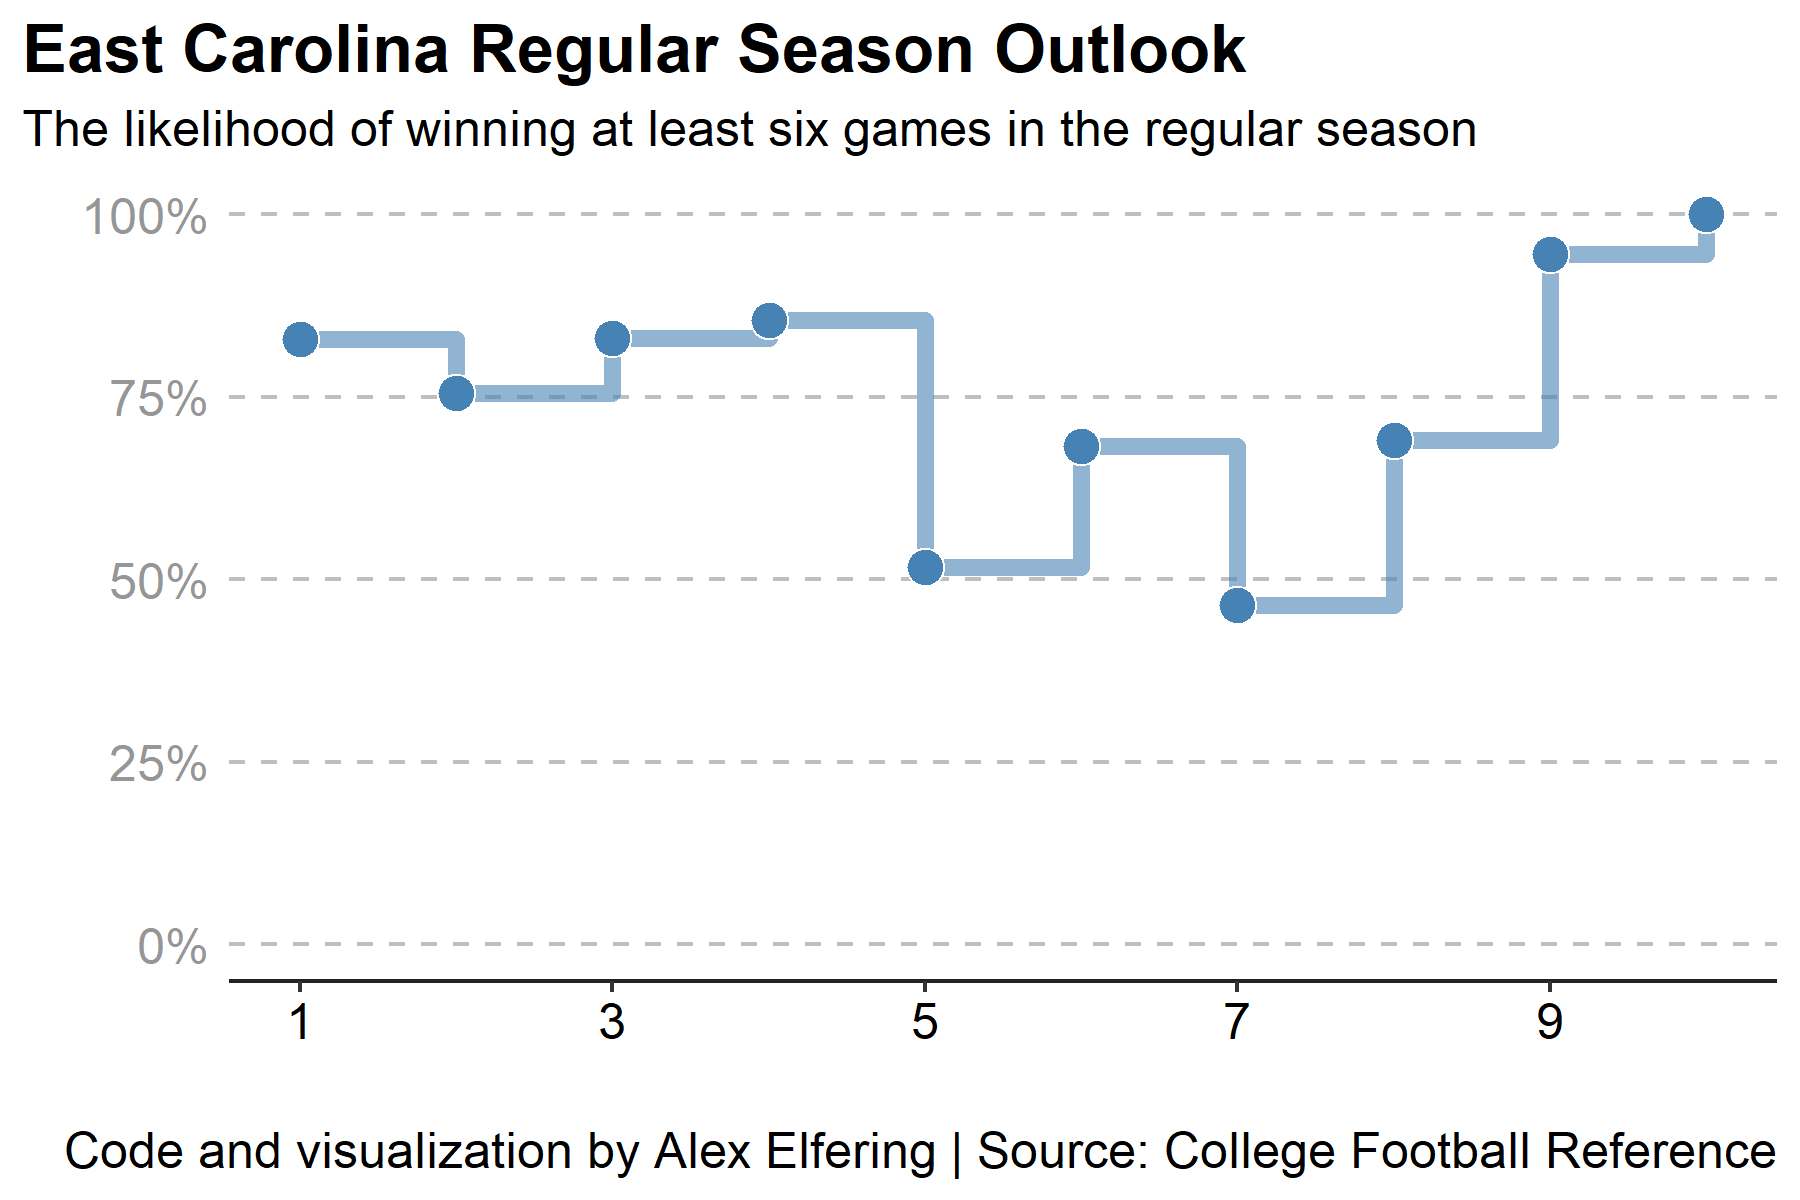 East Carolina Regular Season Outlook
The likelihood of winning at least six games in the regular season
100%
75%
50%
25%
0%
1 3 5 7 9
Code and visualization by Alex Elfering | Source: College Football Reference